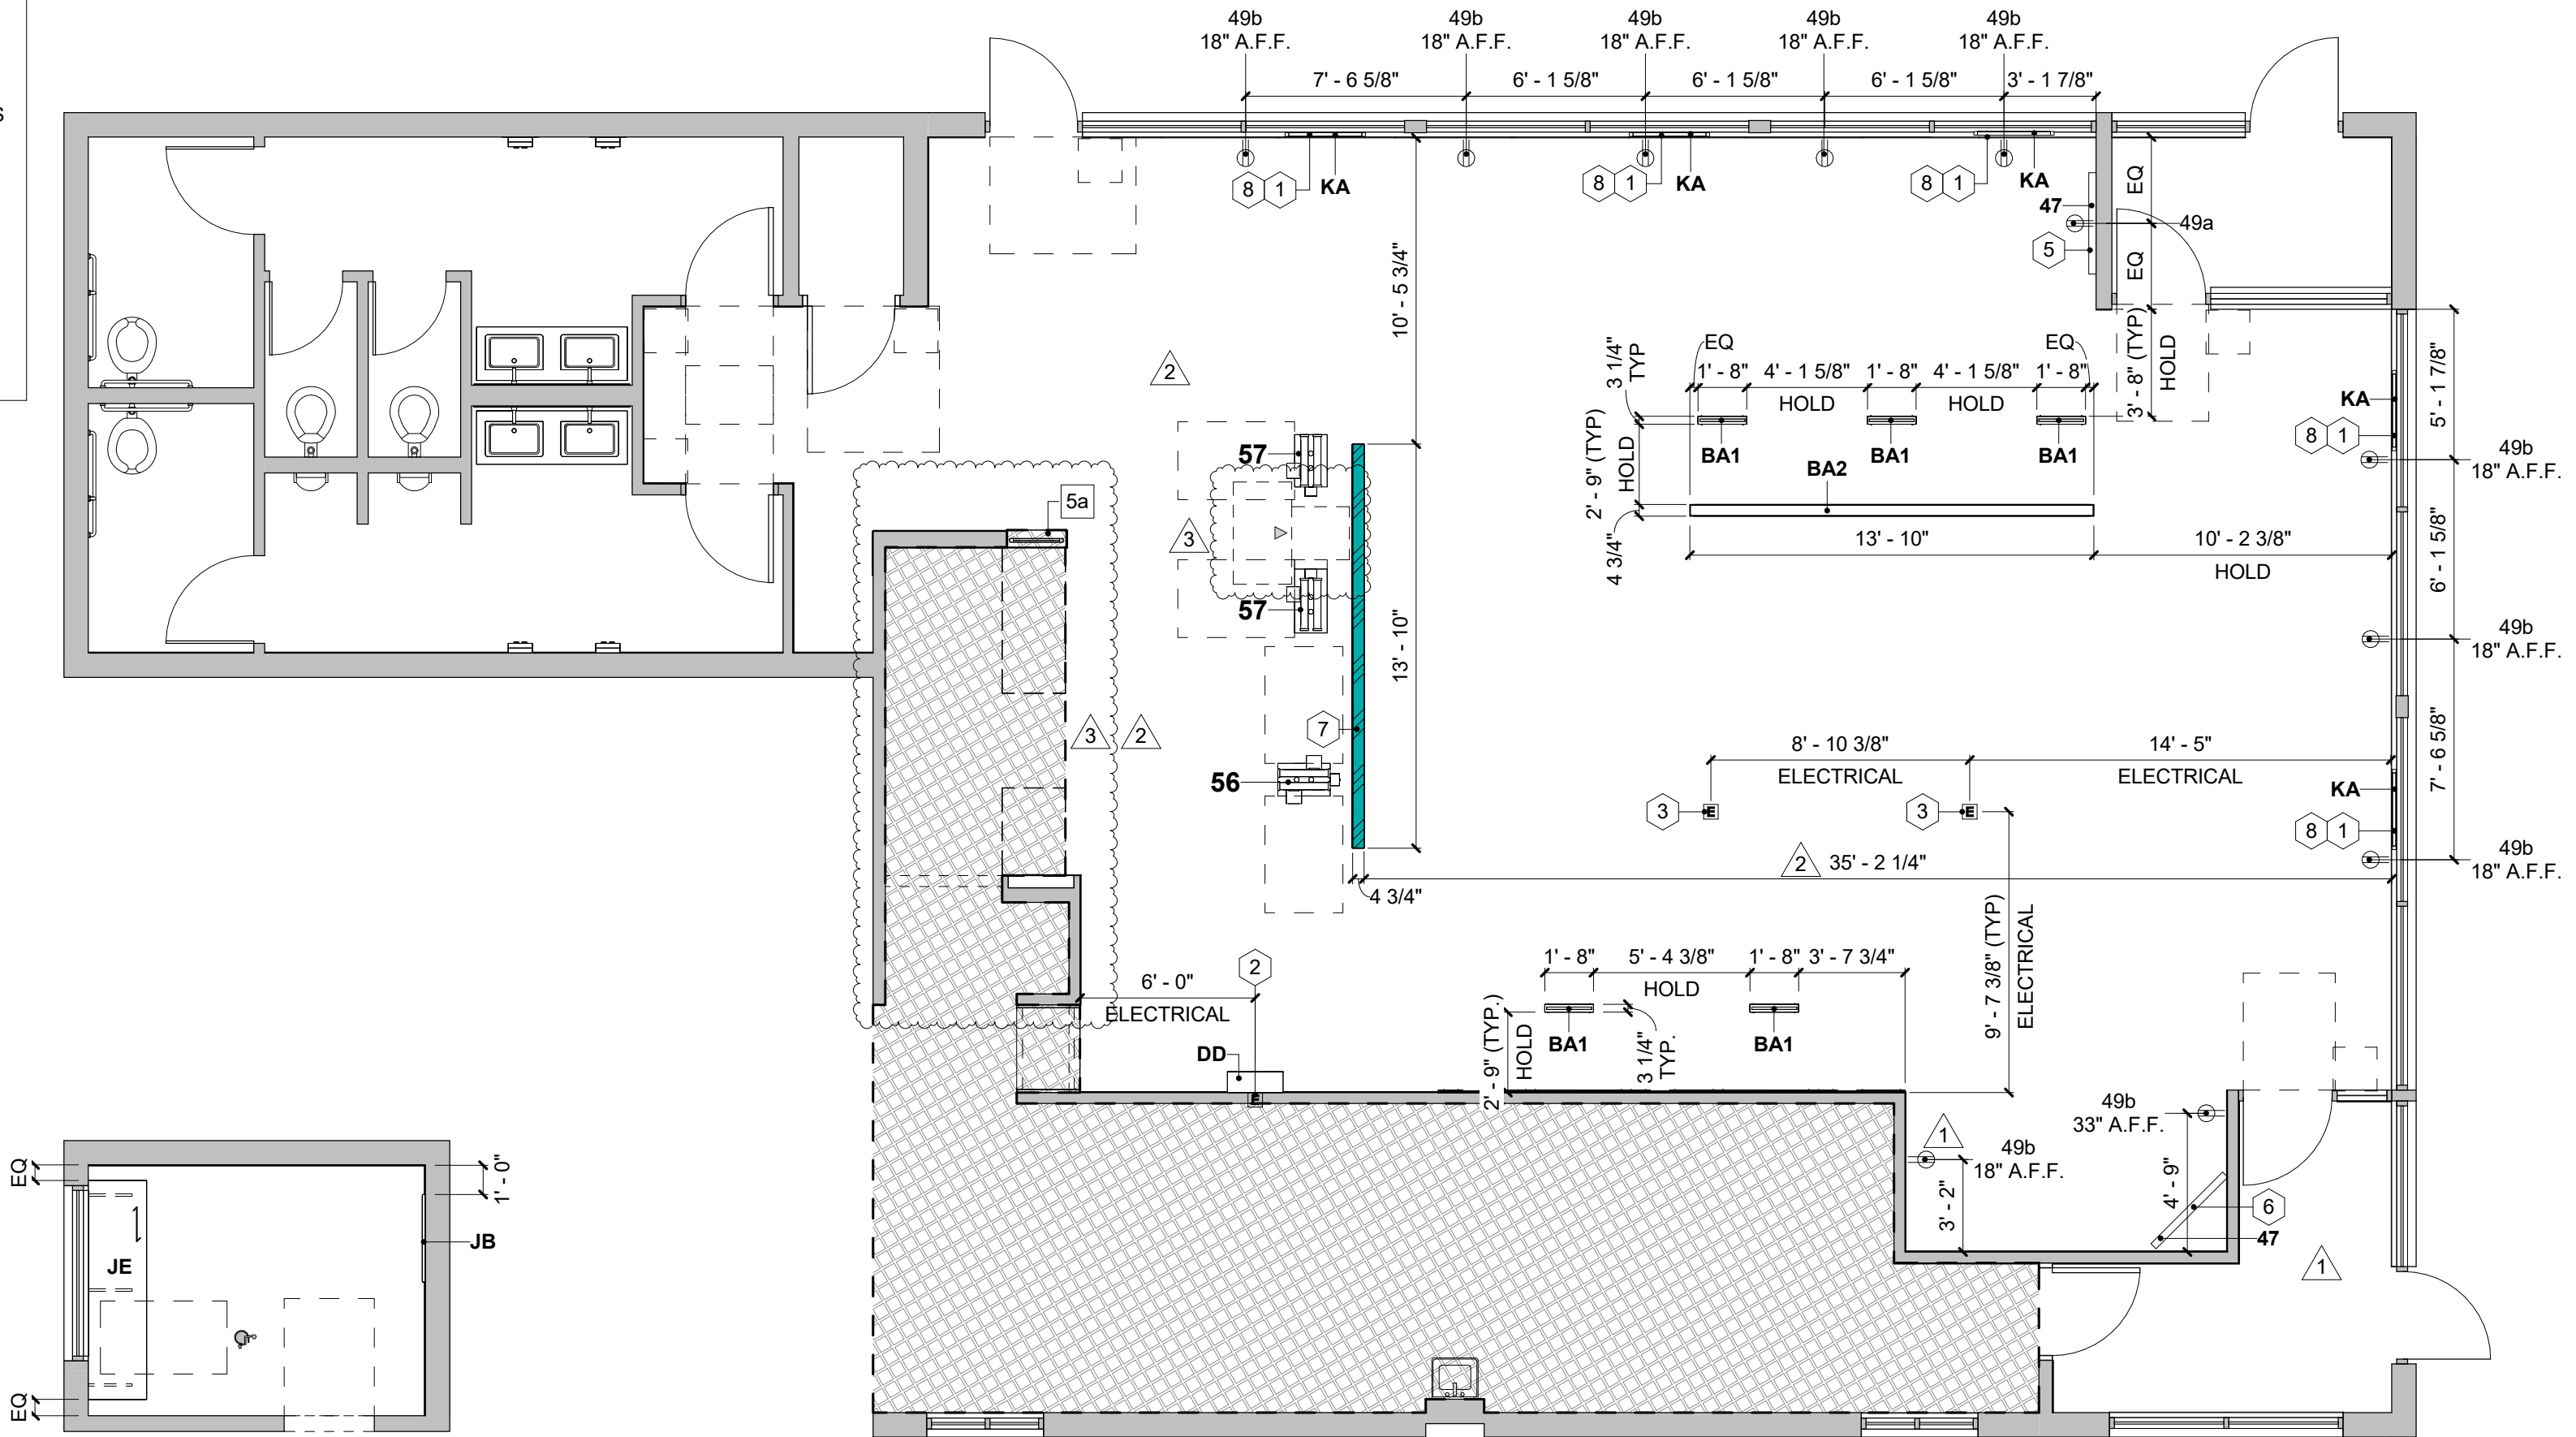 S
49b
18" A.F.F.
49b
18" A.F.F.
49b
18" A.F.F.
49b
18" A.F.F.
49b
18" A.F.F.
7' - 6 5/8"
6' - 1 5/8"
6' - 1 5/8"
6' - 1 5/8"
3' - 1 7/8"
8
1
KA
8
1
KA
8
1
KA
EQ
47
49a
5
EQ
10' - 5 3/4"
3' - 8" (TYP)
HOLD
5' - 1 7/8"
2
3 1/4"
TYP
EQ
EQ
1' - 8"
4' - 1 5/8"
1' - 8"
4' - 1 5/8"
1' - 8"
HOLD
HOLD
KA
8
1
2' - 9" (TYP)
HOLD
57
BA1
BA2
BA1
BA1
49b
18" A.F.F.
5a
3
4 3/4"
13' - 10"
10' - 2 3/8"
HOLD
6' - 1 5/8"
57
13' - 10"
49b
18" A.F.F.
3
2
7
56
8' - 10 3/8"
ELECTRICAL
14' - 5"
ELECTRICAL
7' - 6 5/8"
KA
3
E
3
E
8
1
2
35' - 2 1/4"
4 3/4"
49b
18" A.F.F.
9' - 7 3/8" (TYP)
ELECTRICAL
2
6' - 0"
ELECTRICAL
1' - 8"
5' - 4 3/8"
HOLD
1' - 8"
3' - 7 3/4"
2' - 9" (TYP.)
HOLD
BA1
3 1/4"
TYP.
BA1
DD
E
1
49b
18" A.F.F.
3' - 2"
49b
33" A.F.F.
4' - 9"
6
47
1
EQ
1' - 0"
JB
JE
EQ